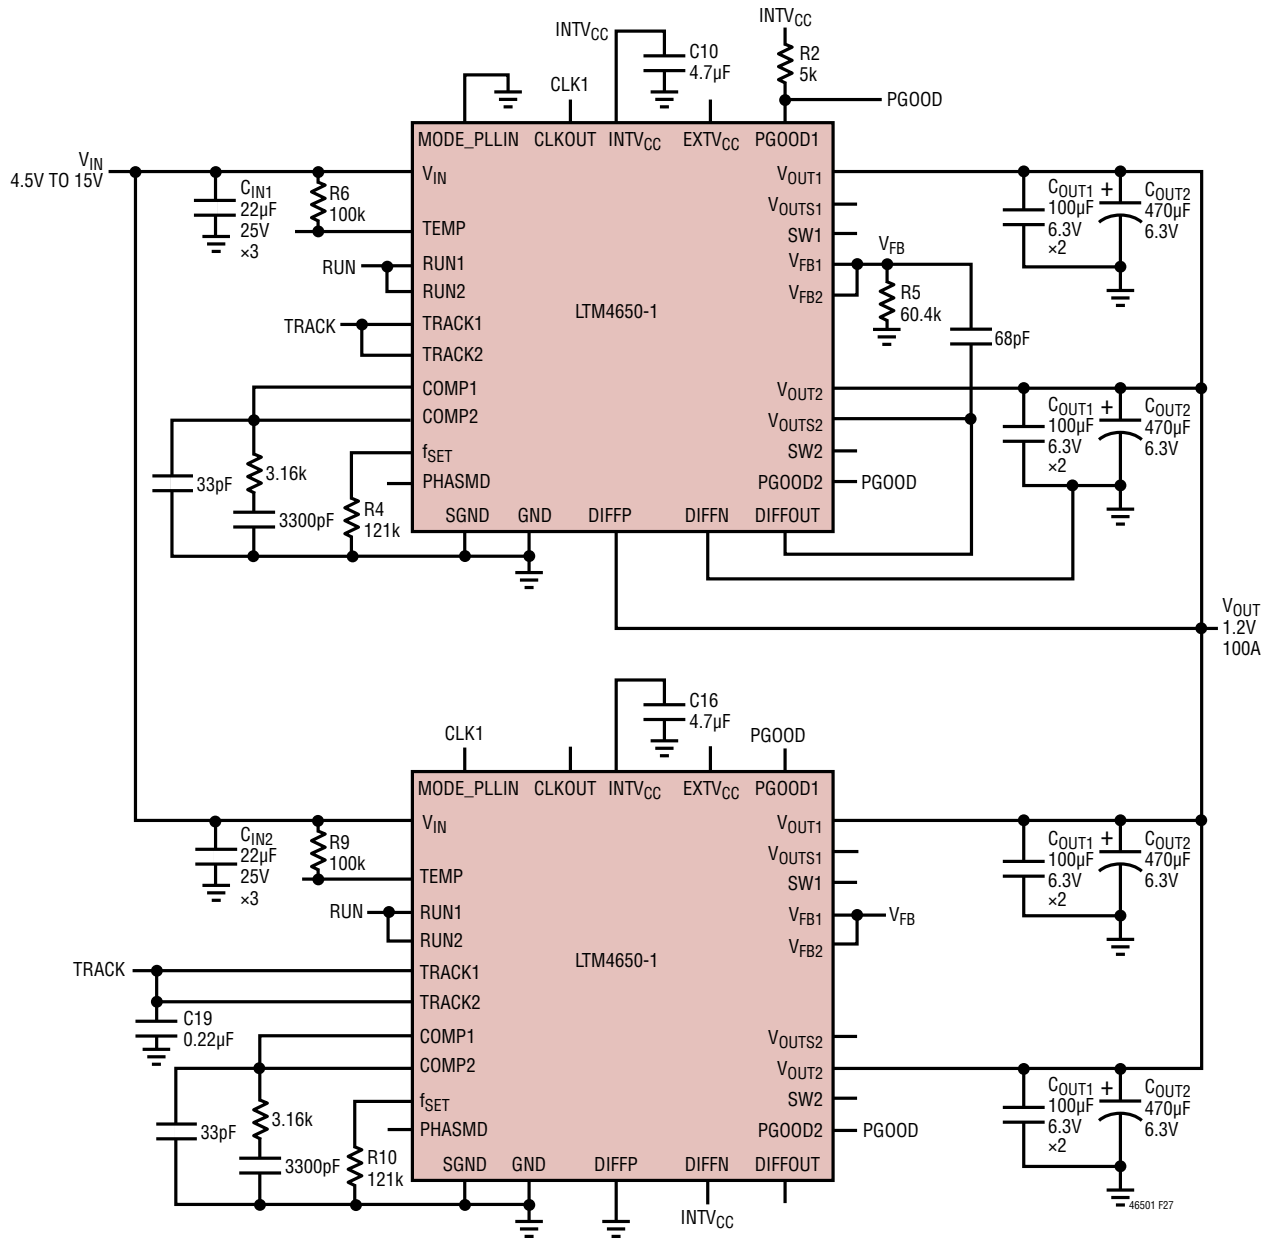 INTVCC
C10
4.7µF
INTVCC
R2
5k
PGOOD
CLK1
MODE_PLLIN
CLKOUT
INTVCC
EXTVCC
PGOOD1
VIN
4.5V TO 15V
CIN1
22µF
25V
×3
R6
100k
VIN
TEMP
RUN
RUN1
RUN2
TRACK
TRACK1
TRACK2
COMP1
COMP2
fSET
PHASMD
33pF
3.16k
3300pF
R4
121k
SGND
GND
DIFFP
DIFFN
DIFFOUT
LTM4650-1
VOUT1
VOUTS1
SW1
VFB1
VFB2
VFB
R5
60.4k
68pF
VOUT2
VOUTS2
SW2
PGOOD2
PGOOD
COUT1
100µF
6.3V
×2
+
COUT2
470µF
6.3V
COUT1
100µF
6.3V
×2
+
COUT2
470µF
6.3V
VOUT
1.2V
100A
C16
4.7µF
CLK1
PGOOD
MODE_PLLIN
CLKOUT
INTVCC
EXTVCC
PGOOD1
CIN2
22µF
25V
×3
R9
100k
VIN
TEMP
RUN
RUN1
RUN2
TRACK
TRACK1
TRACK2
C19
0.22µF
COMP1
COMP2
fSET
PHASMD
33pF
3.16k
3300pF
R10
121k
SGND
GND
DIFFP
DIFFN
DIFFOUT
INTVCC
LTM4650-1
VOUT1
VOUTS1
SW1
VFB1
VFB2
VFB
VOUTS2
VOUT2
SW2
PGOOD2
PGOOD
COUT1
100µF
6.3V
×2
+
COUT2
470µF
6.3V
COUT1
100µF
6.3V
×2
+
COUT2
470µF
6.3V
46501 F27